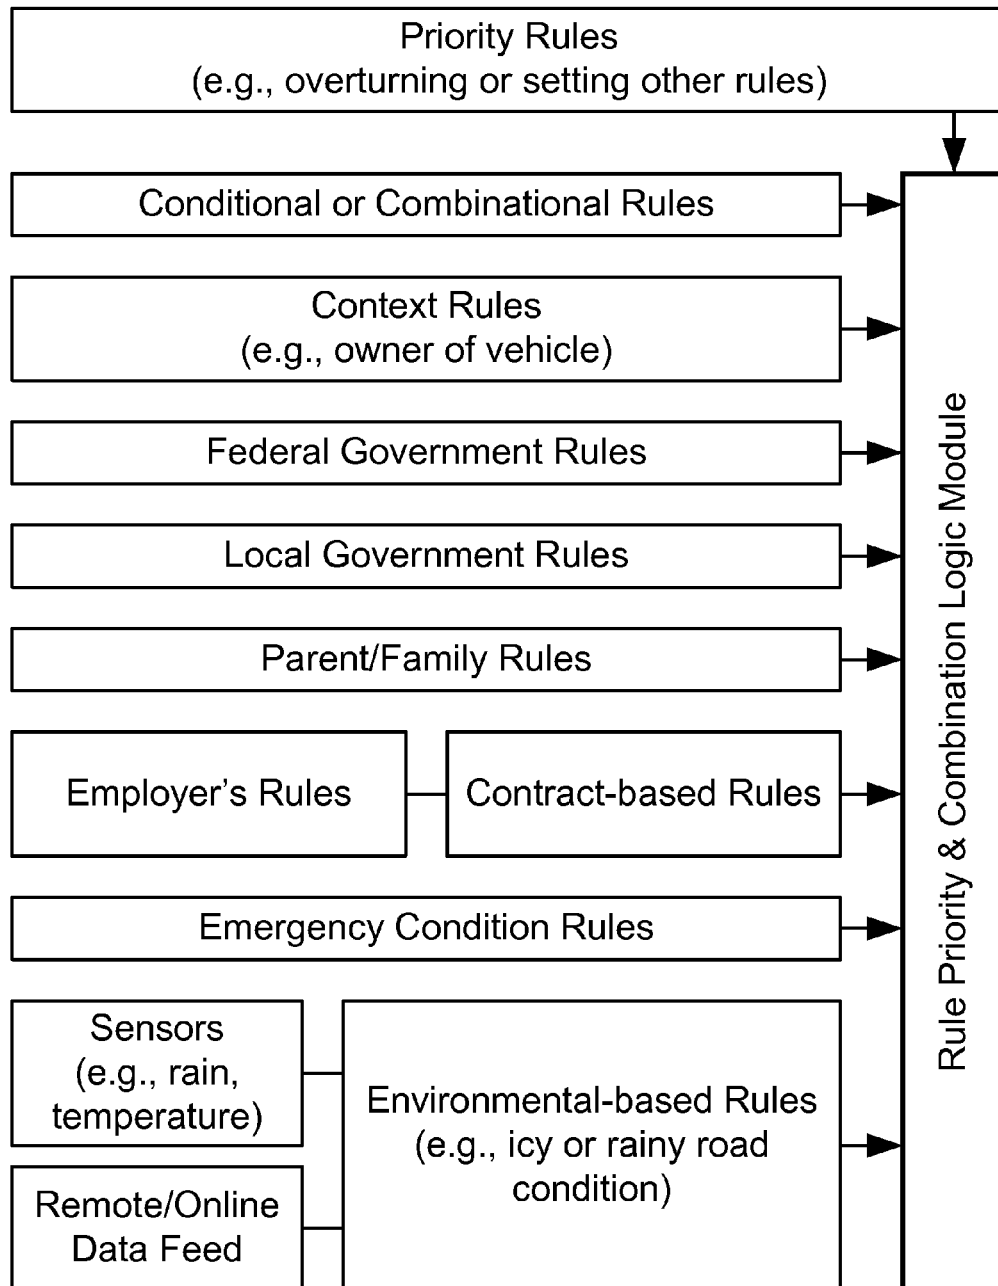 Priority Rules
(e.g., overturning or setting other rules)
Conditional or Combinational Rules
Context Rules
(e.g., owner of vehicle)
Federal Government Rules
Local Government Rules
Parent/Family Rules
Employer’s Rules
Contract-based Rules
Emergency Condition Rules
Sensors
(e.g., rain,
temperature)
Remote/Online
Data Feed
Environmental-based Rules
(e.g., icy or rainy road
condition)
Rule Priority & Combination Logic Module